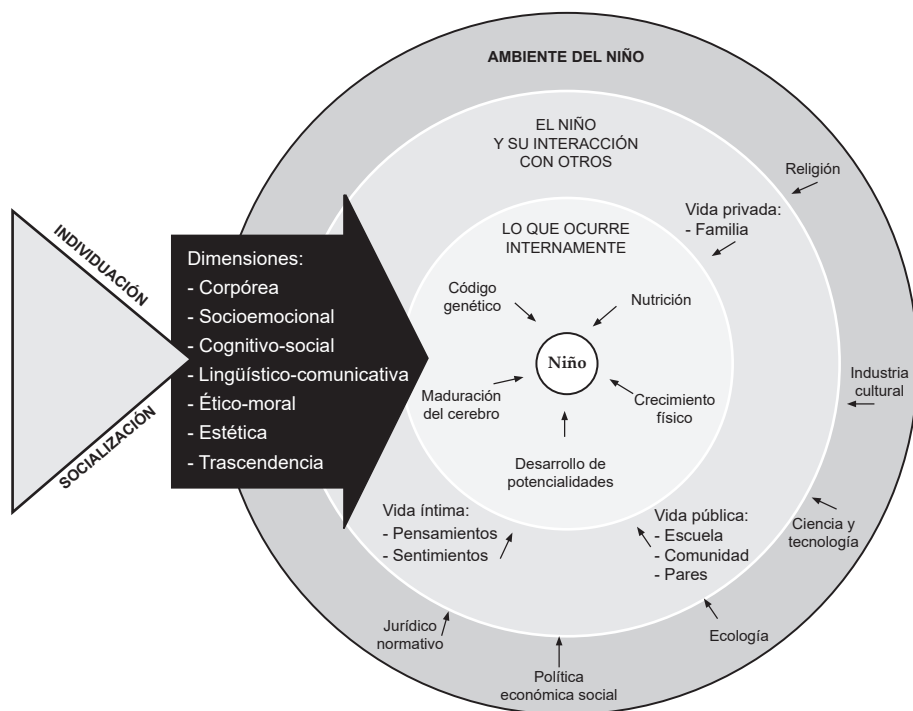 AMBIENTE DEL NIÑO
EL NIÑO
Y SU INTERACCIÓN
CON OTROS
Religión
Vida privada:
- Familia
LO QUE OCURRE
INTERNAMENTE
INDIVIDUACIÓN
SOCIALIZACIÓN
Dimensiones:
- Corpórea
- Socioemocional
- Cognitivo-social
- Lingüístico-comunicativa
- Ético-moral
- Estética
- Trascendencia
Código
genético
Nutrición
Niño
Maduración
del cerebro
Crecimiento
físico
Desarrollo de
potencialidades
Industria
cultural
Vida íntima:
- Pensamientos
- Sentimientos
Vida pública:
- Escuela
- Comunidad
- Pares
Ciencia y
tecnología
Jurídico
normativo
Ecología
Política
económica social